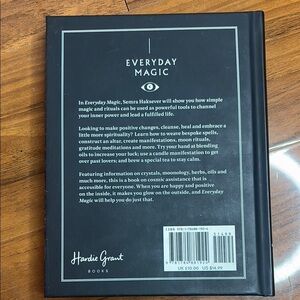 EVERYDAY
MAGIC
In Everyday Magic, Semra Haksever will show you how simple
magic and rituals can be used as powerful tools to channel
your inner power and lead a fulfilled life.
Looking to make positive changes, cleanse, heal and embrace
a little more spirituality? Learn how to weave bespoke spells,
construct an altar, create manifestations, moon rituals,
gratitude meditations and more. Try your hand at blending
oils to increase your luck; use a candle manifestation to get
over past lovers; and brew a special tea to stay calm.
Featuring information on crystals, moonology, herbs, oils and
much more, this is a book on cosmic assistance that is
accessible for everyone. When you are happy and positive
on the inside, it makes you glow on the outside, and Everyday
Magic will help you do just that.
51499
Hardie Grant
BOOKS
UK £10.00 US $14.99